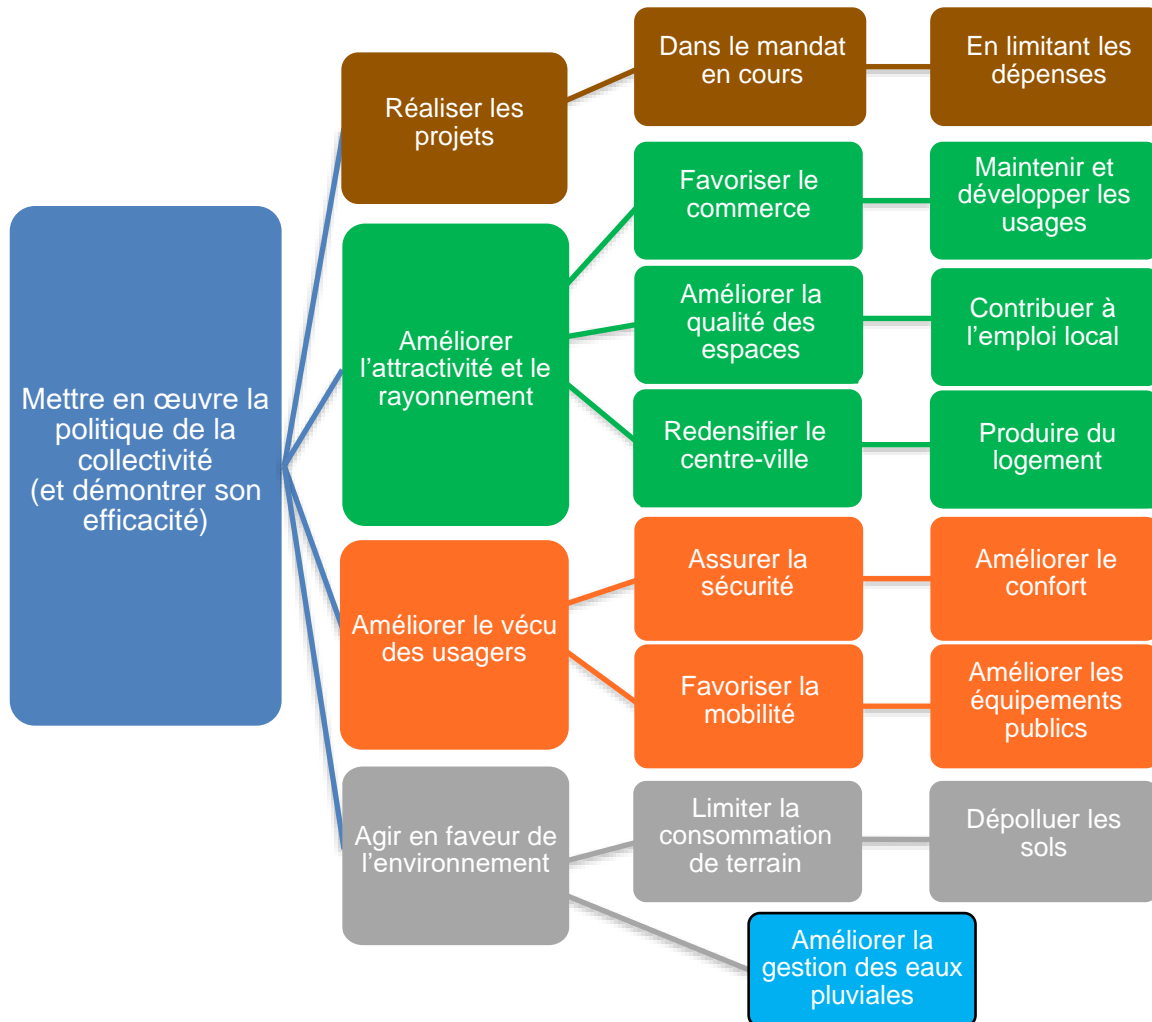 Mettre en œuvre la
politique de la
collectivité
(et démontrer son
efficacité)
Réaliser les
projets
Dans le mandat
en cours
En limitant les
dépenses
Améliorer
l’attractivité et le
rayonnement
Favoriser le
commerce
Maintenir et
développer les
usages
Améliorer la
qualité des
espaces
Contribuer à
l’emploi local
Redensifier le
centre-ville
Produire du
logement
Améliorer le vécu
des usagers
Assurer la
sécurité
Améliorer le
confort
Favoriser la
mobilité
Améliorer les
équipements
publics
Agir en faveur de
l’environnement
Limiter la
consommation
de terrain
Dépolluer les
sols
Améliorer la
gestion des eaux
pluviales